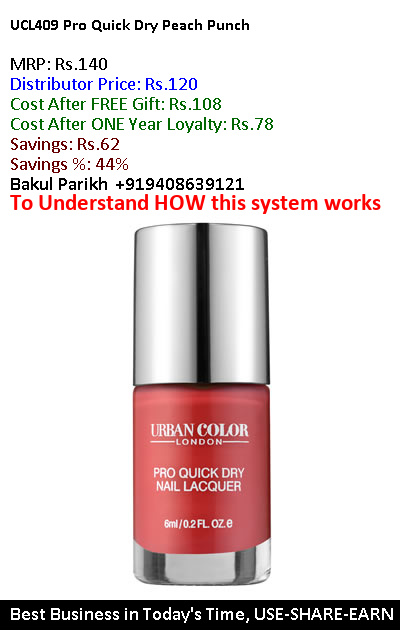 UCL409 Pro Quick Dry Peach Punch
MRP: Rs.140
Distributor Price: Rs.120
Cost After FREE Gift: Rs.108
Cost After ONE Year Loyalty: Rs.78
Savings: Rs.62
Savings %: 44%
Bakul Parikh +919408639121
To Understand HOW this system works
URBAN COLOR
LONDON
PRO QUICK DRY
NAIL LACQUER
6ml/0.2 FL. OZ.e
Best Business in Today's Time, USE-SHARE-EARN